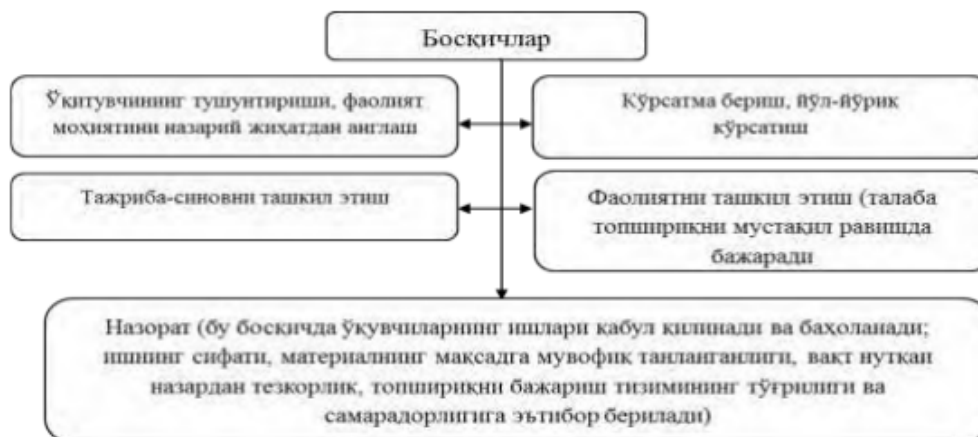 Босқичлар
Ўқитувчининг тушунтириши, фаолият
моҳиятини назарий жиҳатдан англаш
Кўрсатма бериш, йўл-йўриқ
кўрсатиш
Тажриба-синовни ташкил этиш
Фаолиятни ташкил этиш (талаба
топшириқни мустақил равишда
бажаради
Назорат (бу босқичда ўқувчиларнинг ишлари қабул қилинади ва баҳоланади;
ишнинг сифати, материалнинг мақсадга мувофиқ танланганлиги, вақт нутқаи
назардан тезкорлик, топшириқни бажариш тизимининг тўғрилиги ва
самарадорлигига эътибор берилади)